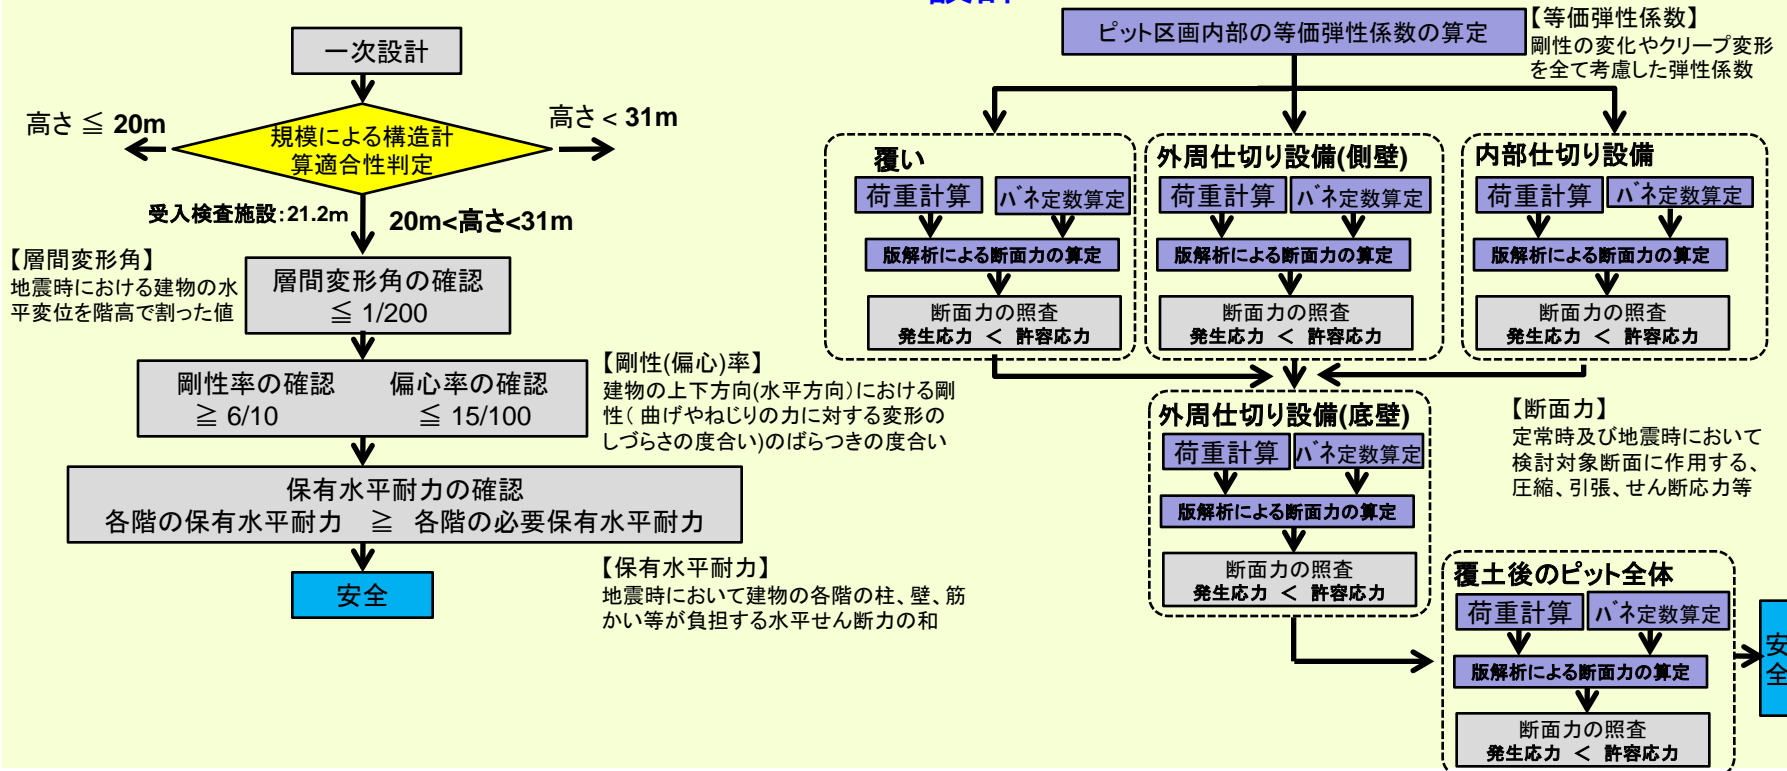 一次設計
高さ ≦ 20m
高さ < 31m
規模による構造計
算適合性判定
受入検査施設：21.2m
20m<高さ<31m
【層間変形角】
地震時における建物の水
平変位を階高で割った値
層間変形角の確認
≦ 1/200
剛性率の確認 偏心率の確認
≧ 6/10 ≦ 15/100
【剛性(偏心)率】
建物の上下方向(水平方向）における剛
性( 曲げやねじりの力に対する変形の
しづらさの度合い)のばらつきの度合い
保有水平耐力の確認
各階の保有水平耐力 ≧ 各階の必要保有水平耐力
安全
【保有水平耐力】
地震時において建物の各階の柱、壁、筋
かい等が負担する水平せん断力の和
ピット区画内部の等価弾性係数の算定
【等価弾性係数】
剛性の変化やクリープ変形
を全て考慮した弾性係数
覆い
荷重計算 バネ定数算定
版解析による断面力の算定
断面力の照査
発生応力 ＜ 許容応力
外周仕切り設備(側壁)
荷重計算 バネ定数算定
版解析による断面力の算定
断面力の照査
発生応力 ＜ 許容応力
内部仕切り設備
荷重計算 バネ定数算定
版解析による断面力の算定
断面力の照査
発生応力 ＜ 許容応力
外周仕切り設備(底壁)
荷重計算 バネ定数算定
版解析による断面力の算定
断面力の照査
発生応力 ＜ 許容応力
【断面力】
定常時及び地震時において
検討対象断面に作用する、
圧縮、引張、せん断応力等
覆土後のピット全体
荷重計算 バネ定数算定
版解析による断面力の算定
断面力の照査
発生応力 ＜ 許容応力
安
全